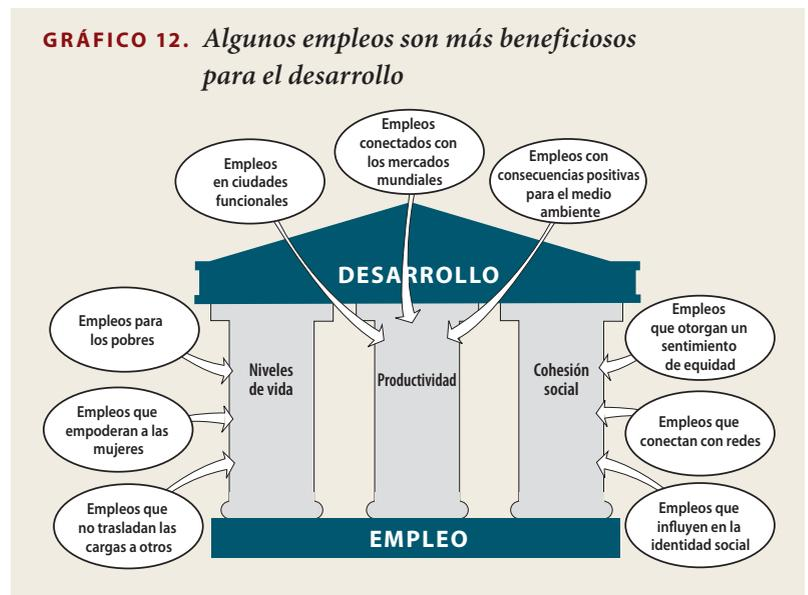 GRÁFICO 12. Algunos empleos son más beneficiosos
para el desarrollo
Empleos
en ciudades
funcionales
Empleos
conectados con
los mercados
mundiales
Empleos con
consecuencias positivas
para el medio
ambiente
DESARROLLO
Empleos para
los pobres
Empleos que
empoderan a las
mujeres
Empleos que
no trasladan las
cargas a otros
Niveles
de vida
Productividad
Cohesión
social
Empleos
que otorgan un
sentimiento
de equidad
Empleos que
conectan con redes
Empleos que
influyen en la
identidad social
EMPLEO